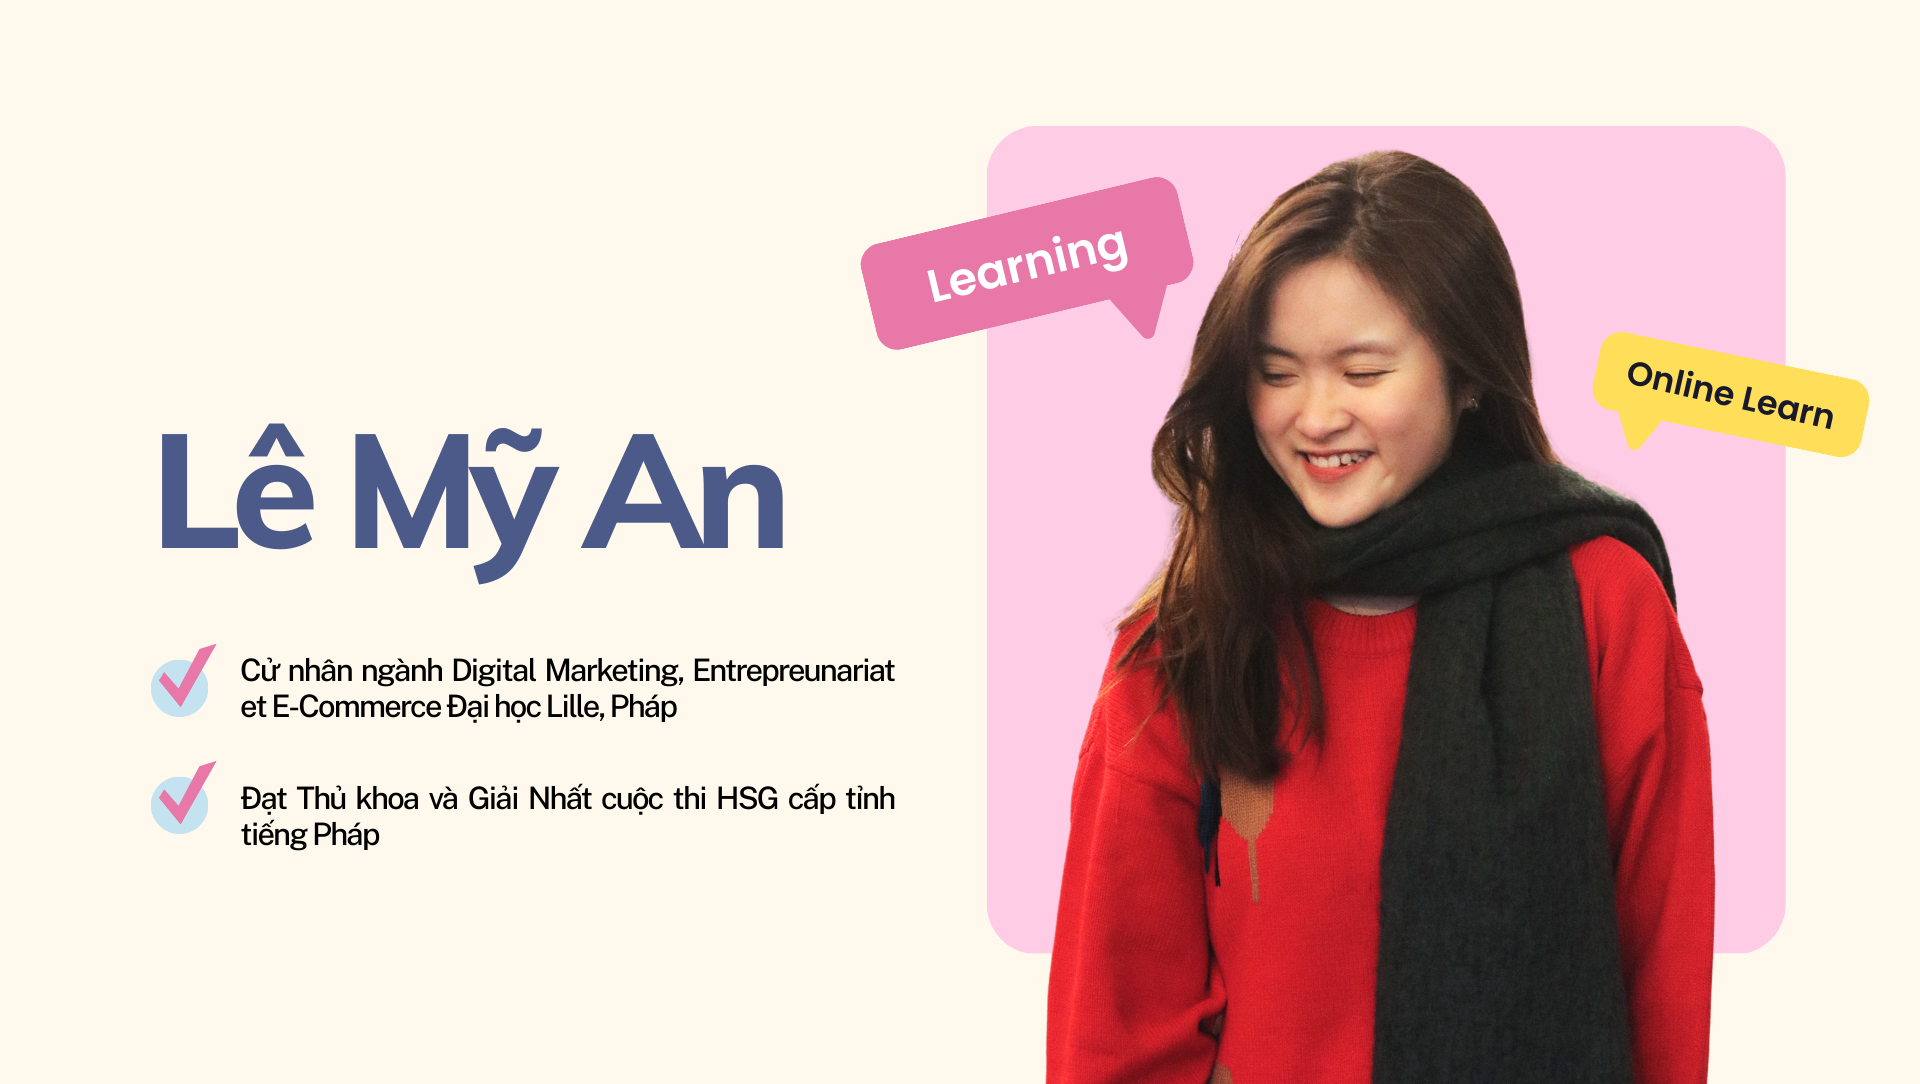 Learning
Online Learn
Lê Mỹ An
Cử nhân ngành Digital Marketing, Entrepreunariat
et E-Commerce Đại học Lille, Pháp
Đạt Thủ khoa và Giải Nhất cuộc thi HSG cấp tỉnh
tiếng Pháp